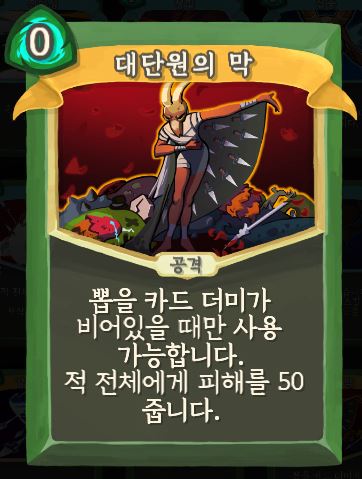 0
대단원의 막
공격
뽑을 카드 더미가
비어있을 때만 사용
가능합니다.
적 전체에게 피해를 50
줍니다.